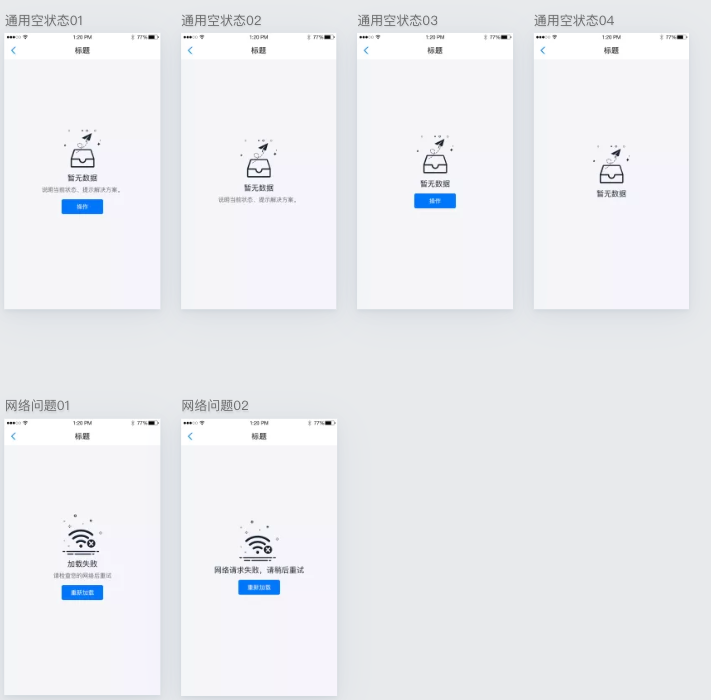 通用空状态01
通用空状态02
通用空状态03
通用空状态04
1:20 PM
77%
1:20 PM
77%
1:20 PM
77%
1:20 PM
77%
标题
标题
标题
标题
暂无数据
说明当前状态、提示解决方案。
操作
暂无数据
说明当前状态、提示解决方案。
暂无数据
操作
暂无数据
网络问题01
网络问题02
1:20 PM
77%
1:20 PM
77%
标题
标题
加载失败
请检查您的网络后重试
重新加载
网络请求失败，请稍后重试
重新加载